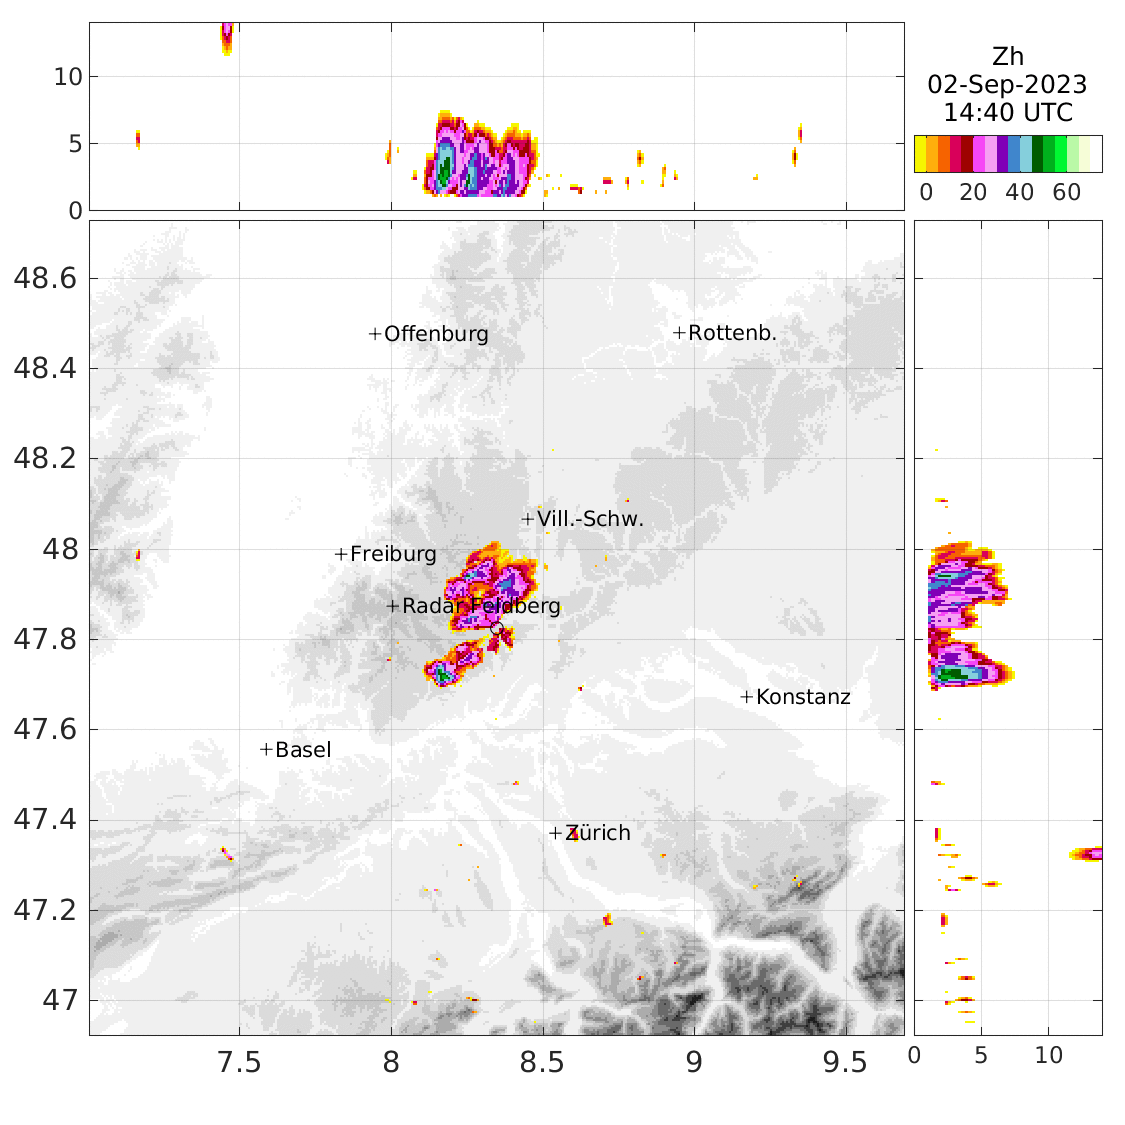 Zh
02-Sep-2023
14:40 UTC
0 20 40 60
10
5
0
48.6
48.4
48.2
48
47.8
47.6
47.4
47.2
47
+Offenburg
+Rottenb.
+Vill.-Schw.
+Freiburg
+Radar Feldberg
+Konstanz
+Basel
+Zürich
7.5 8 8.5 9 9.5
0 5 10